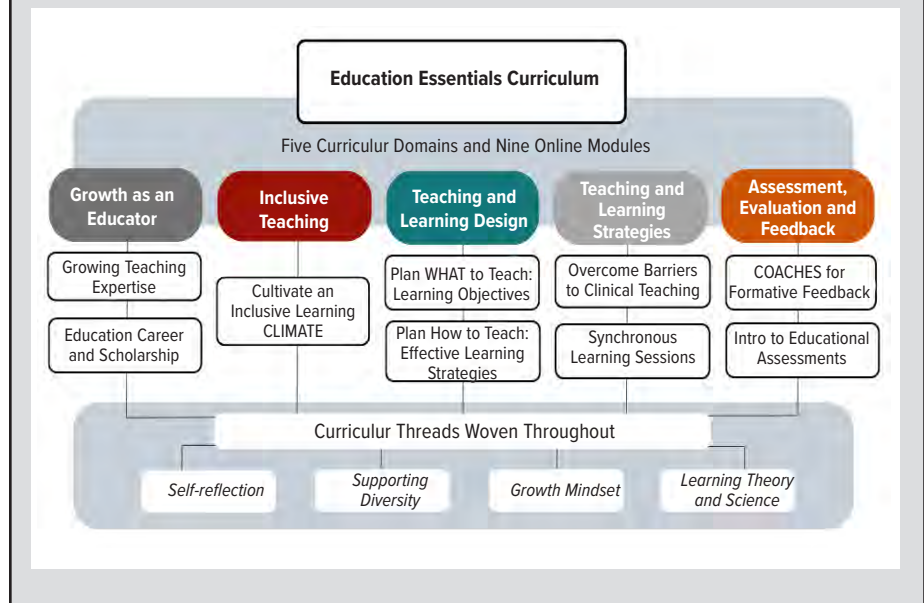 Education Essentials Curriculum
Five Curriculur Domains and Nine Online Modules
Growth as an
Educator
Inclusive
Teaching
Teaching and
Learning Design
Teaching and
Learning
Strategies
Assessment,
Evaluation and
Feedback
Growing Teaching
Expertise
Education Career
and Scholarship
Cultivate an
Inclusive Learning
CLIMATE
Plan WHAT to Teach:
Learning Objectives
Plan How to Teach:
Effective Learning
Strategies
Overcome Barriers
to Clinical Teaching
Synchronous
Learning Sessions
COACHES for
Formative Feedback
Intro to Educational
Assessments
Curriculur Threads Woven Throughout
Self-reflection
Supporting
Diversity
Growth Mindset
Learning Theory
and Science